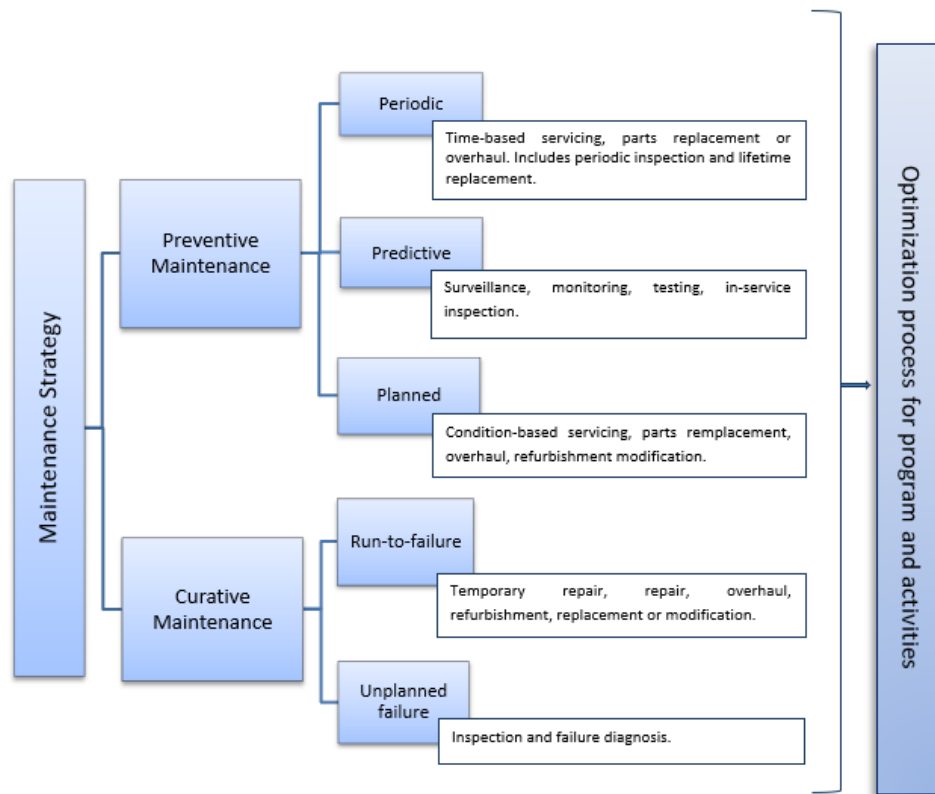 Maintenance Strategy
Preventive
Maintenance
Periodic
Time-based servicing, parts replacement or
overhaul. Includes periodic inspection and lifetime
replacement.
Predictive
Surveillance, monitoring, testing, in-service
inspection.
Planned
Condition-based servicing, parts remplacement,
overhaul, refurbishment modification.
Curative
Maintenance
Run-to-failure
Temporary repair, repair, overhaul,
refurbishment, replacement or modification.
Unplanned
failure
Inspection and failure diagnosis.
Optimization process for program and activities